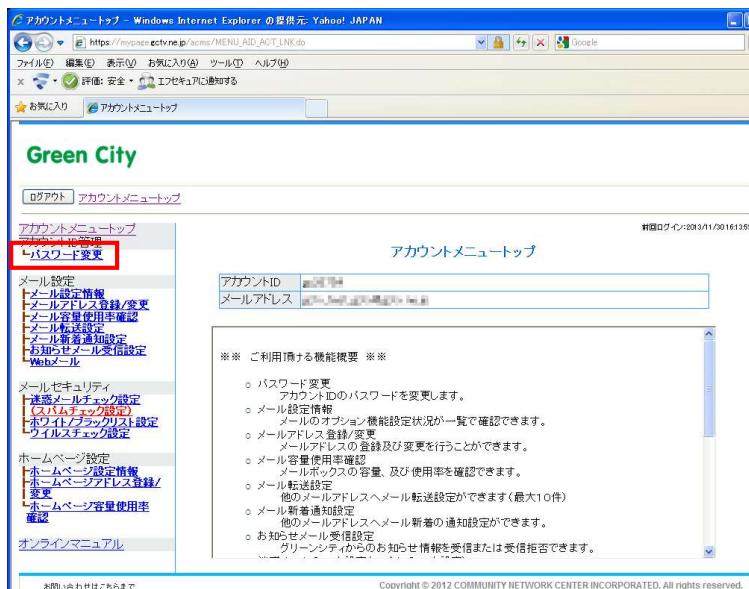 アカウントメニュートップ - Windows Internet Explorer の提供元: Yahoo! JAPAN
https://mypage.gctv.ne.jp/acms/MENU_AID_ACT_LNK.do
Google
ファイル(F) 編集(E) 表示(V) お気に入り(A) ツール(T) ヘルプ(H)
x 評価: 安全 エフセキュアに通知する
お気に入り アカウントメニュートップ
Green City
ログアウト アカウントメニュートップ
前回ログイン:2013/11/30 16:13:5
アカウントメニュートップ
アカウントID管理
パスワード変更
メール設定
メール設定情報
メールアドレス登録/変更
メール容量使用率確認
メール転送設定
メール新着通知設定
お知らせメール受信設定
Webメール
メールセキュリティ
迷惑メールチェック設定
(スパムチェック設定)
ホワイト/ブラックリスト設定
ウイルスチェック設定
ホームページ設定
ホームページ設定情報
ホームページアドレス登録/
変更
ホームページ容量使用率
確認
オンラインマニュアル
アカウントメニュートップ
アカウントID
メールアドレス
※※ ご利用頂ける機能概要 ※※
○ パスワード変更
アカウントIDのパスワードを変更します。
○ メール設定情報
メールのオプション機能設定状況が一覧で確認できます。
○ メールアドレス登録/変更
メールアドレスの登録及び変更を行うことができます。
○ メール容量使用率確認
メールボックスの容量、及び使用率を確認できます。
○ メール転送設定
他のメールアドレスへメール転送設定ができます(最大10件)
○ メール新着通知設定
他のメールアドレスへメール新着の通知設定ができます。
○ お知らせメール受信設定
グリーンシティからのお知らせ情報を受信または受信拒否できます。
お問い合わせはこちらまで
Copyright © 2012 COMMUNITY NETWORK CENTER INCORPORATED, All rights reserved.